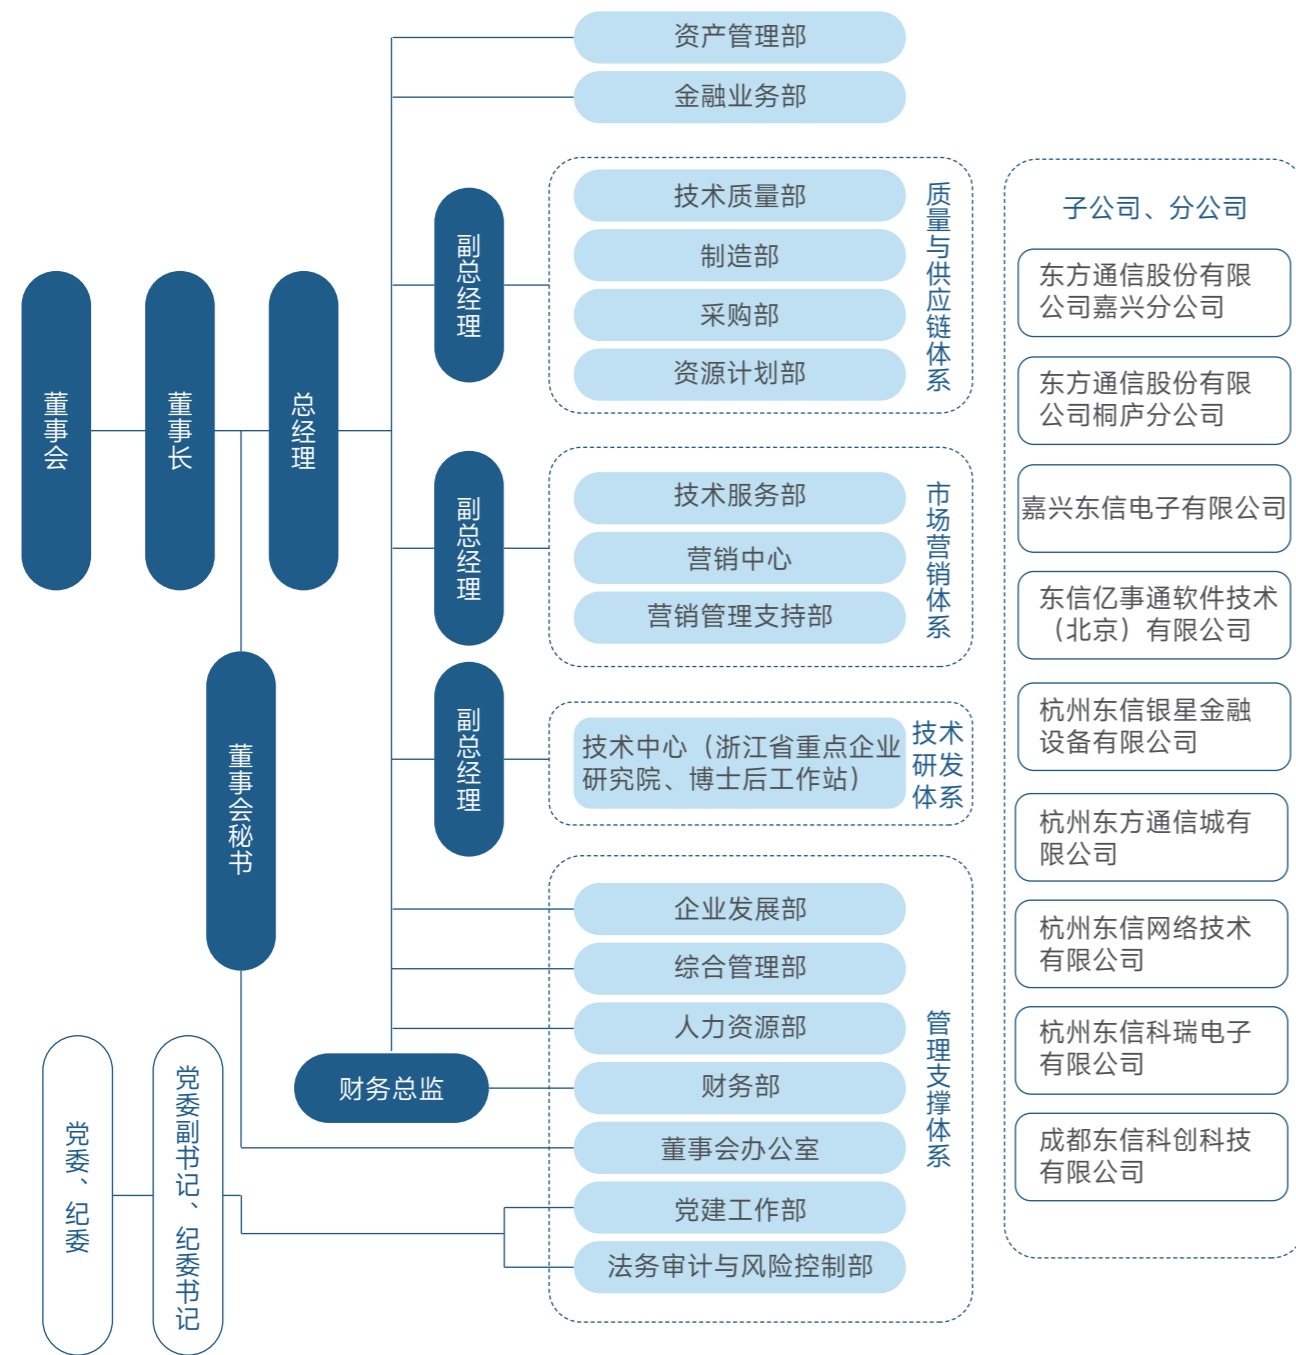 董事会
董事长
总经理
董事会秘书
党委、纪委
党委副书记、纪委书记
资产管理部
金融业务部
副总经理
技术质量部
制造部
采购部
资源计划部
质量与供应链体系
副总经理
技术服务部
营销中心
营销管理支持部
市场营销体系
副总经理
技术中心（浙江省重点企业
研究院、博士后工作站）
技术
研发
体系
企业发展部
综合管理部
人力资源部
财务总监
财务部
董事会办公室
党建工作部
法务审计与风险控制部
管理支撑体系
子公司、分公司
东方通信股份有限
公司嘉兴分公司
东方通信股份有限
公司桐庐分公司
嘉兴东信电子有限公司
东信亿事通软件技术
（北京）有限公司
杭州东信银星金融
设备有限公司
杭州东方通信城有
限公司
杭州东信网络技术
有限公司
杭州东信科瑞电子
有限公司
成都东信科创科技
有限公司